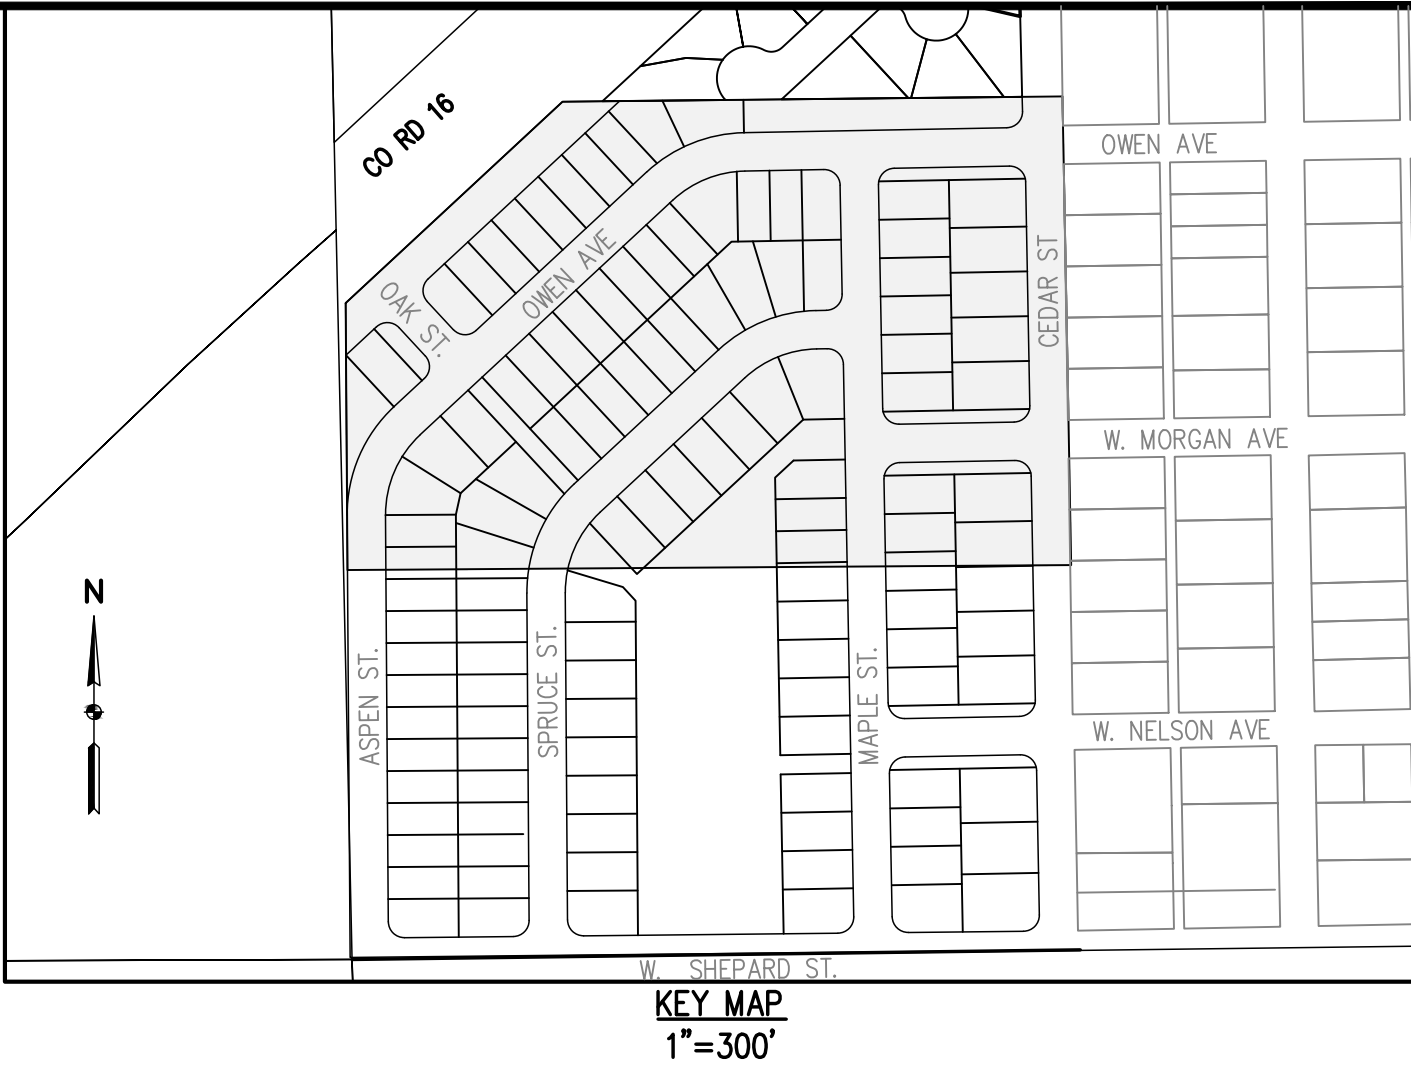 CO RD 16
OWEN AVE
OAK ST.
OWEN AVE
CEDAR ST
W. MORGAN AVE
N
ASPEN ST.
SPRUCE ST.
MAPLE ST.
W. NELSON AVE
W. SHEPARD ST.
KEY MAP
1"=300'